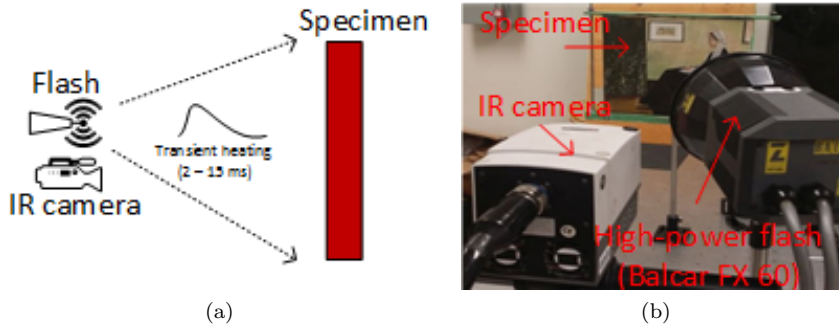 Specimen
Flash
Transient heating
(2 – 15 ms)
IR camera
(a)
Specimen
IR camera
High-power flash
(Balcar FX 60)
(b)